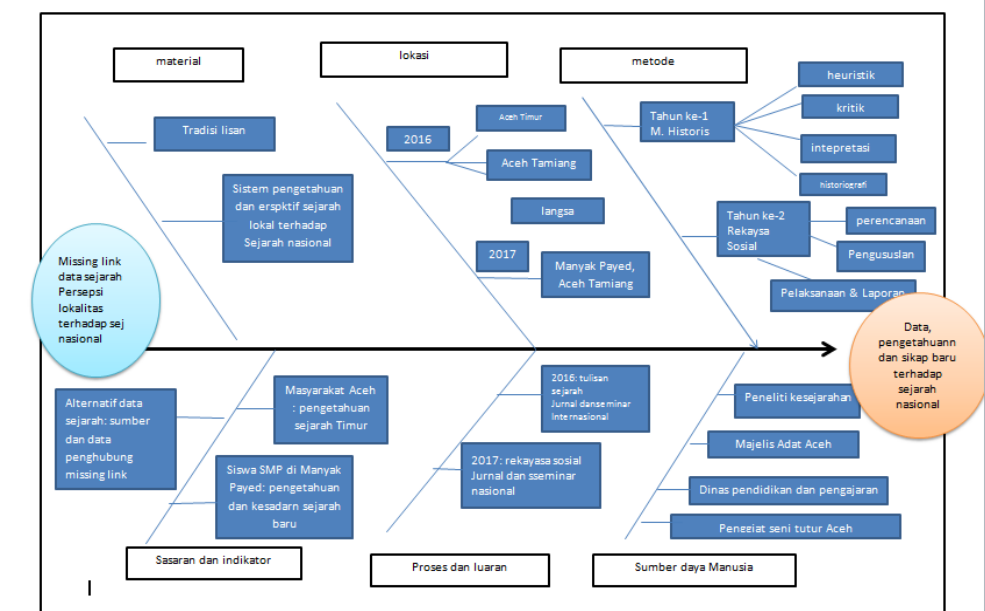 material
lokasi
metode
Tradisi lisan
Sistem pengetahuan
dan erspktif sejarah
lokal terhadap
Sejarah nasional
2016
Aceh Timur
Aceh Tamiang
langsa
2017
Manyak Payed,
Aceh Tamiang
Tahun ke-1
M. Historis
heuristik
kritik
intepretasi
historiografi
Tahun ke-2
Rekaysa
Sosial
perencanaan
Pengususlan
Pelaksanaan & Laporan
Missing link
data sejarah
Persepsi
lokalitas
terhadap sej
nasional
Data,
pengetahuann
dan sikap baru
terhadap
sejarah
nasional
Alternatif data
sejarah: sumber
dan data
penghubung
missing link
Masyarakat Aceh
: pengetahuan
sejarah Timur
Siswa SMP di Manyak
Payed: pengetahuan
dan kesadarn sejarah
baru
2016: tulisan
sejarah
Jurnal danseminar
Internasional
2017: rekayasa sosial
Jurnal dan sseminar
nasional
Peneliti kesejarahan
Majelis Adat Aceh
Dinas pendidikan dan pengajaran
Penggiat seni tutur Aceh
Sasaran dan indikator
Proses dan luaran
Sumber daya Manusia